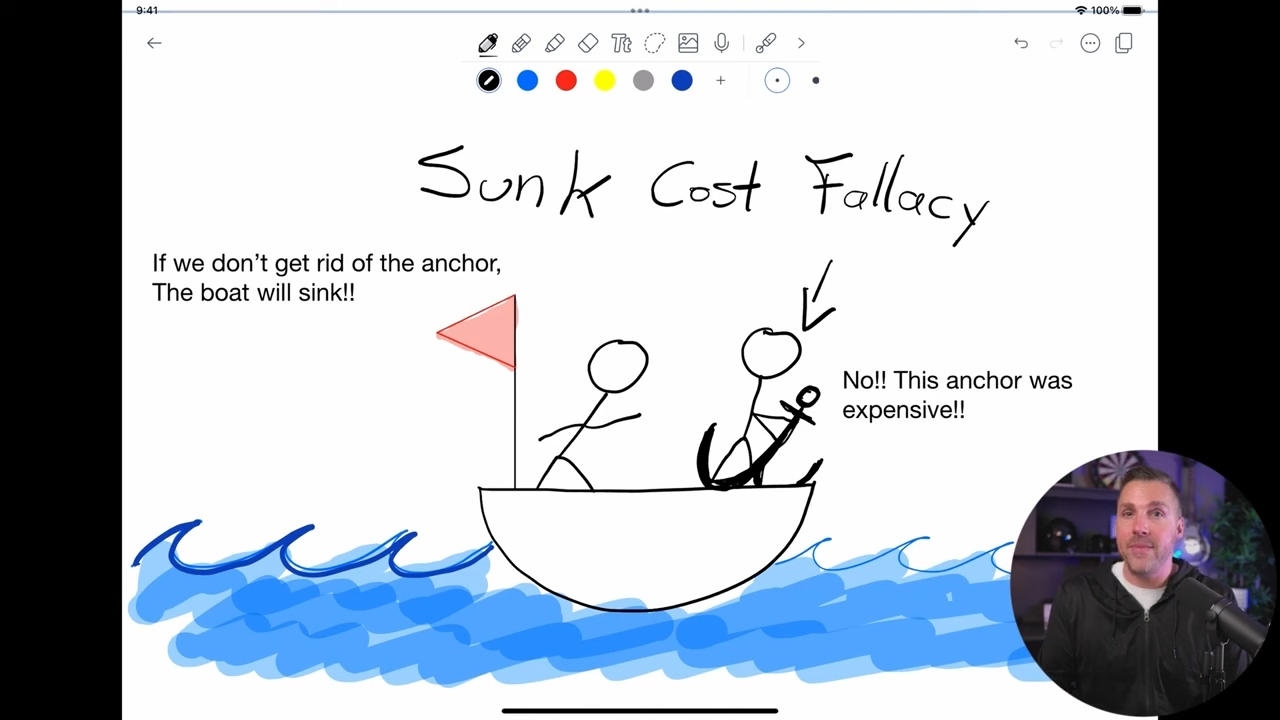 9:41
100%
Tt
Sunk Cost Fallacy
If we don’t get rid of the anchor,
The boat will sink!!
No!! This anchor was
expensive!!